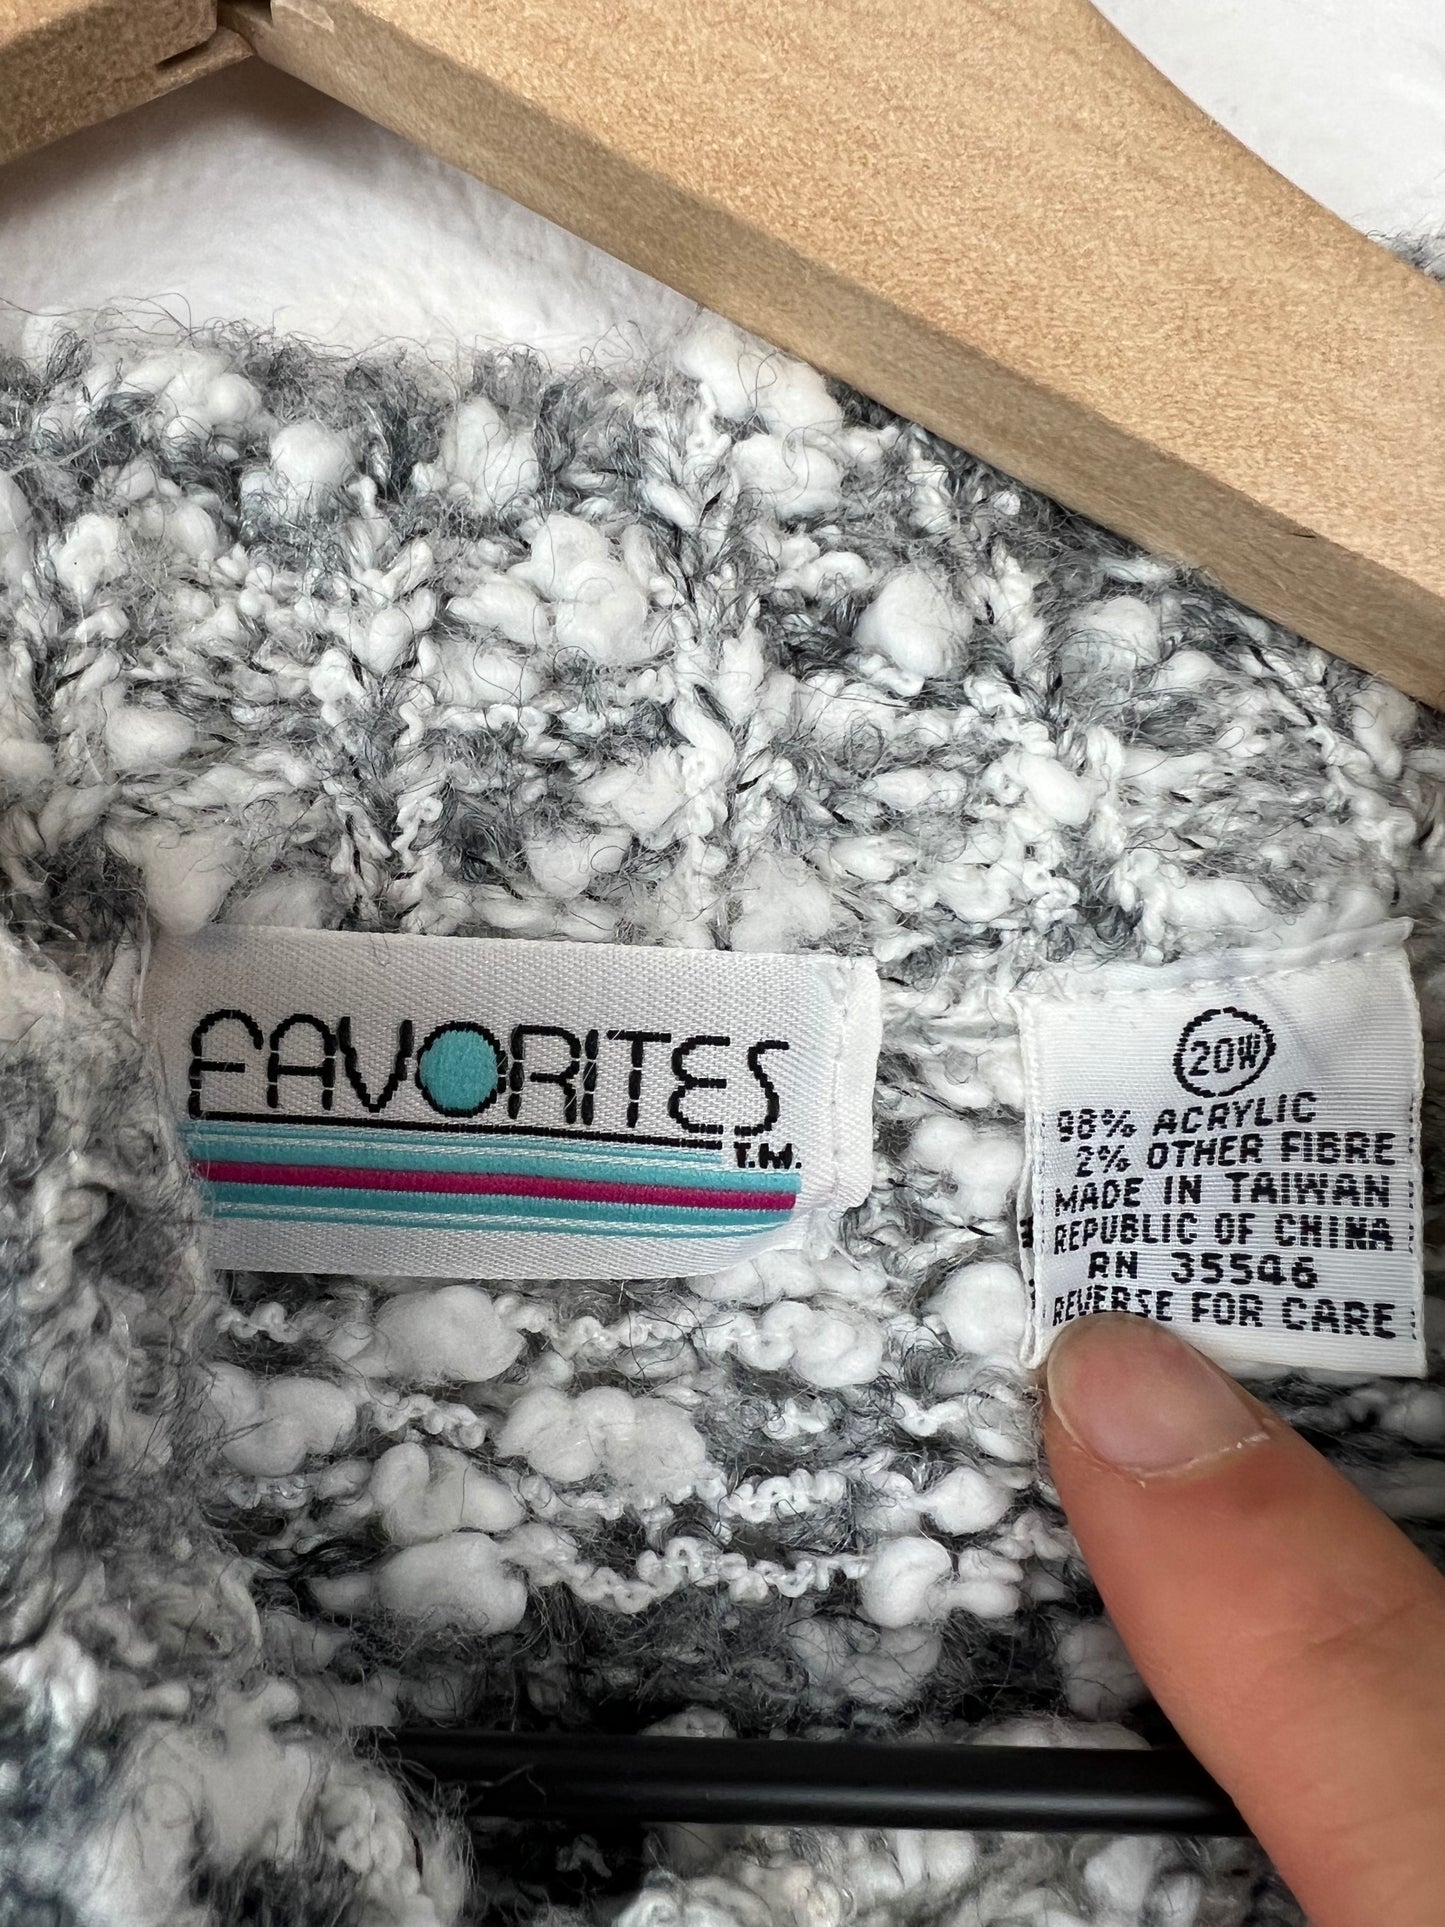 FAVORITES
T.M.
20W
98% ACRYLIC
2% OTHER FIBRE
MADE IN TAIWAN
REPUBLIC OF CHINA
RN 35546
REVERSE FOR CARE